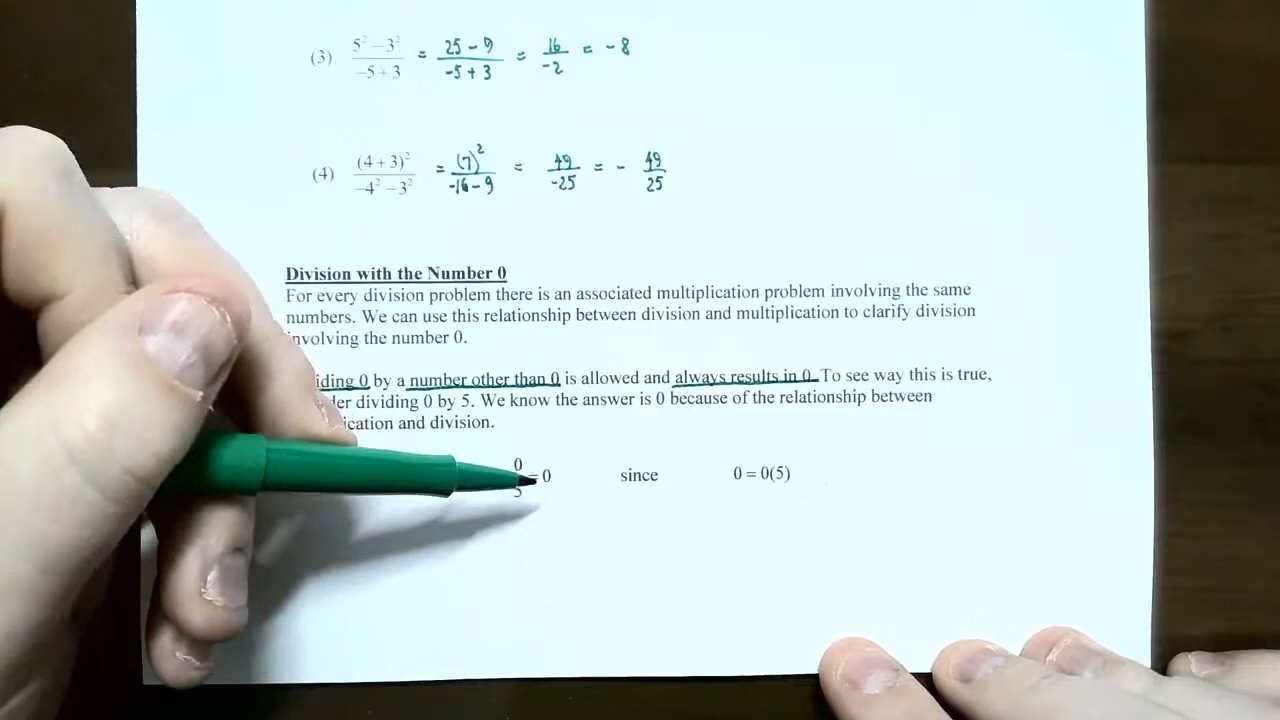 (3) 5² − 3² / −5 + 3 = 25 − 9 / −5 + 3 = 16 / −2 = −8
(4) (4 + 3)² / −4² − 3² = (7)² / −16 − 9 = 49 / −25 = − 49 / 25
Division with the Number 0
For every division problem there is an associated multiplication problem involving the same
numbers. We can use this relationship between division and multiplication to clarify division
involving the number 0.
by a number other than 0 is allowed and always results in 0. To see way this is true,
dividing 0 by 5. We know the answer is 0 because of the relationship between
and division.
0 / 5 = 0 since 0 = 0(5)